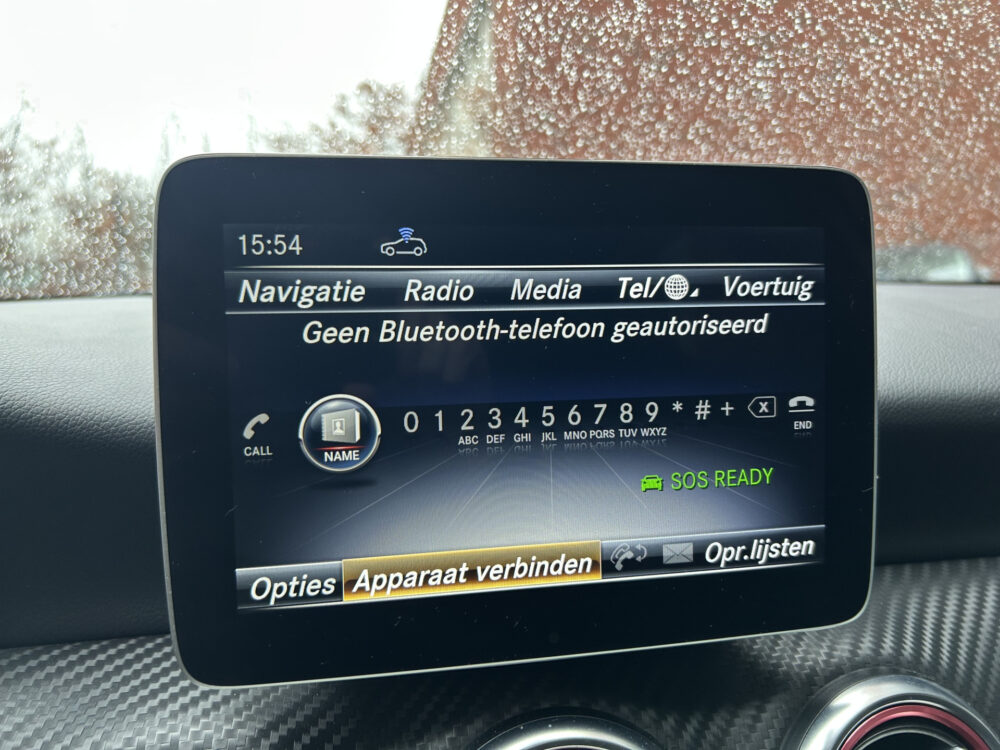 15:54
Navigatie Radio Media Tel/ Voertuig
Geen Bluetooth-telefoon geautoriseerd
CALL NAME 0 1 2 3 4 5 6 7 8 9 * # + X END
ABC DEF GHI JKL MNO PQRS TUV WXYZ
SOS READY
Opties Apparaat verbinden Opr.lijsten